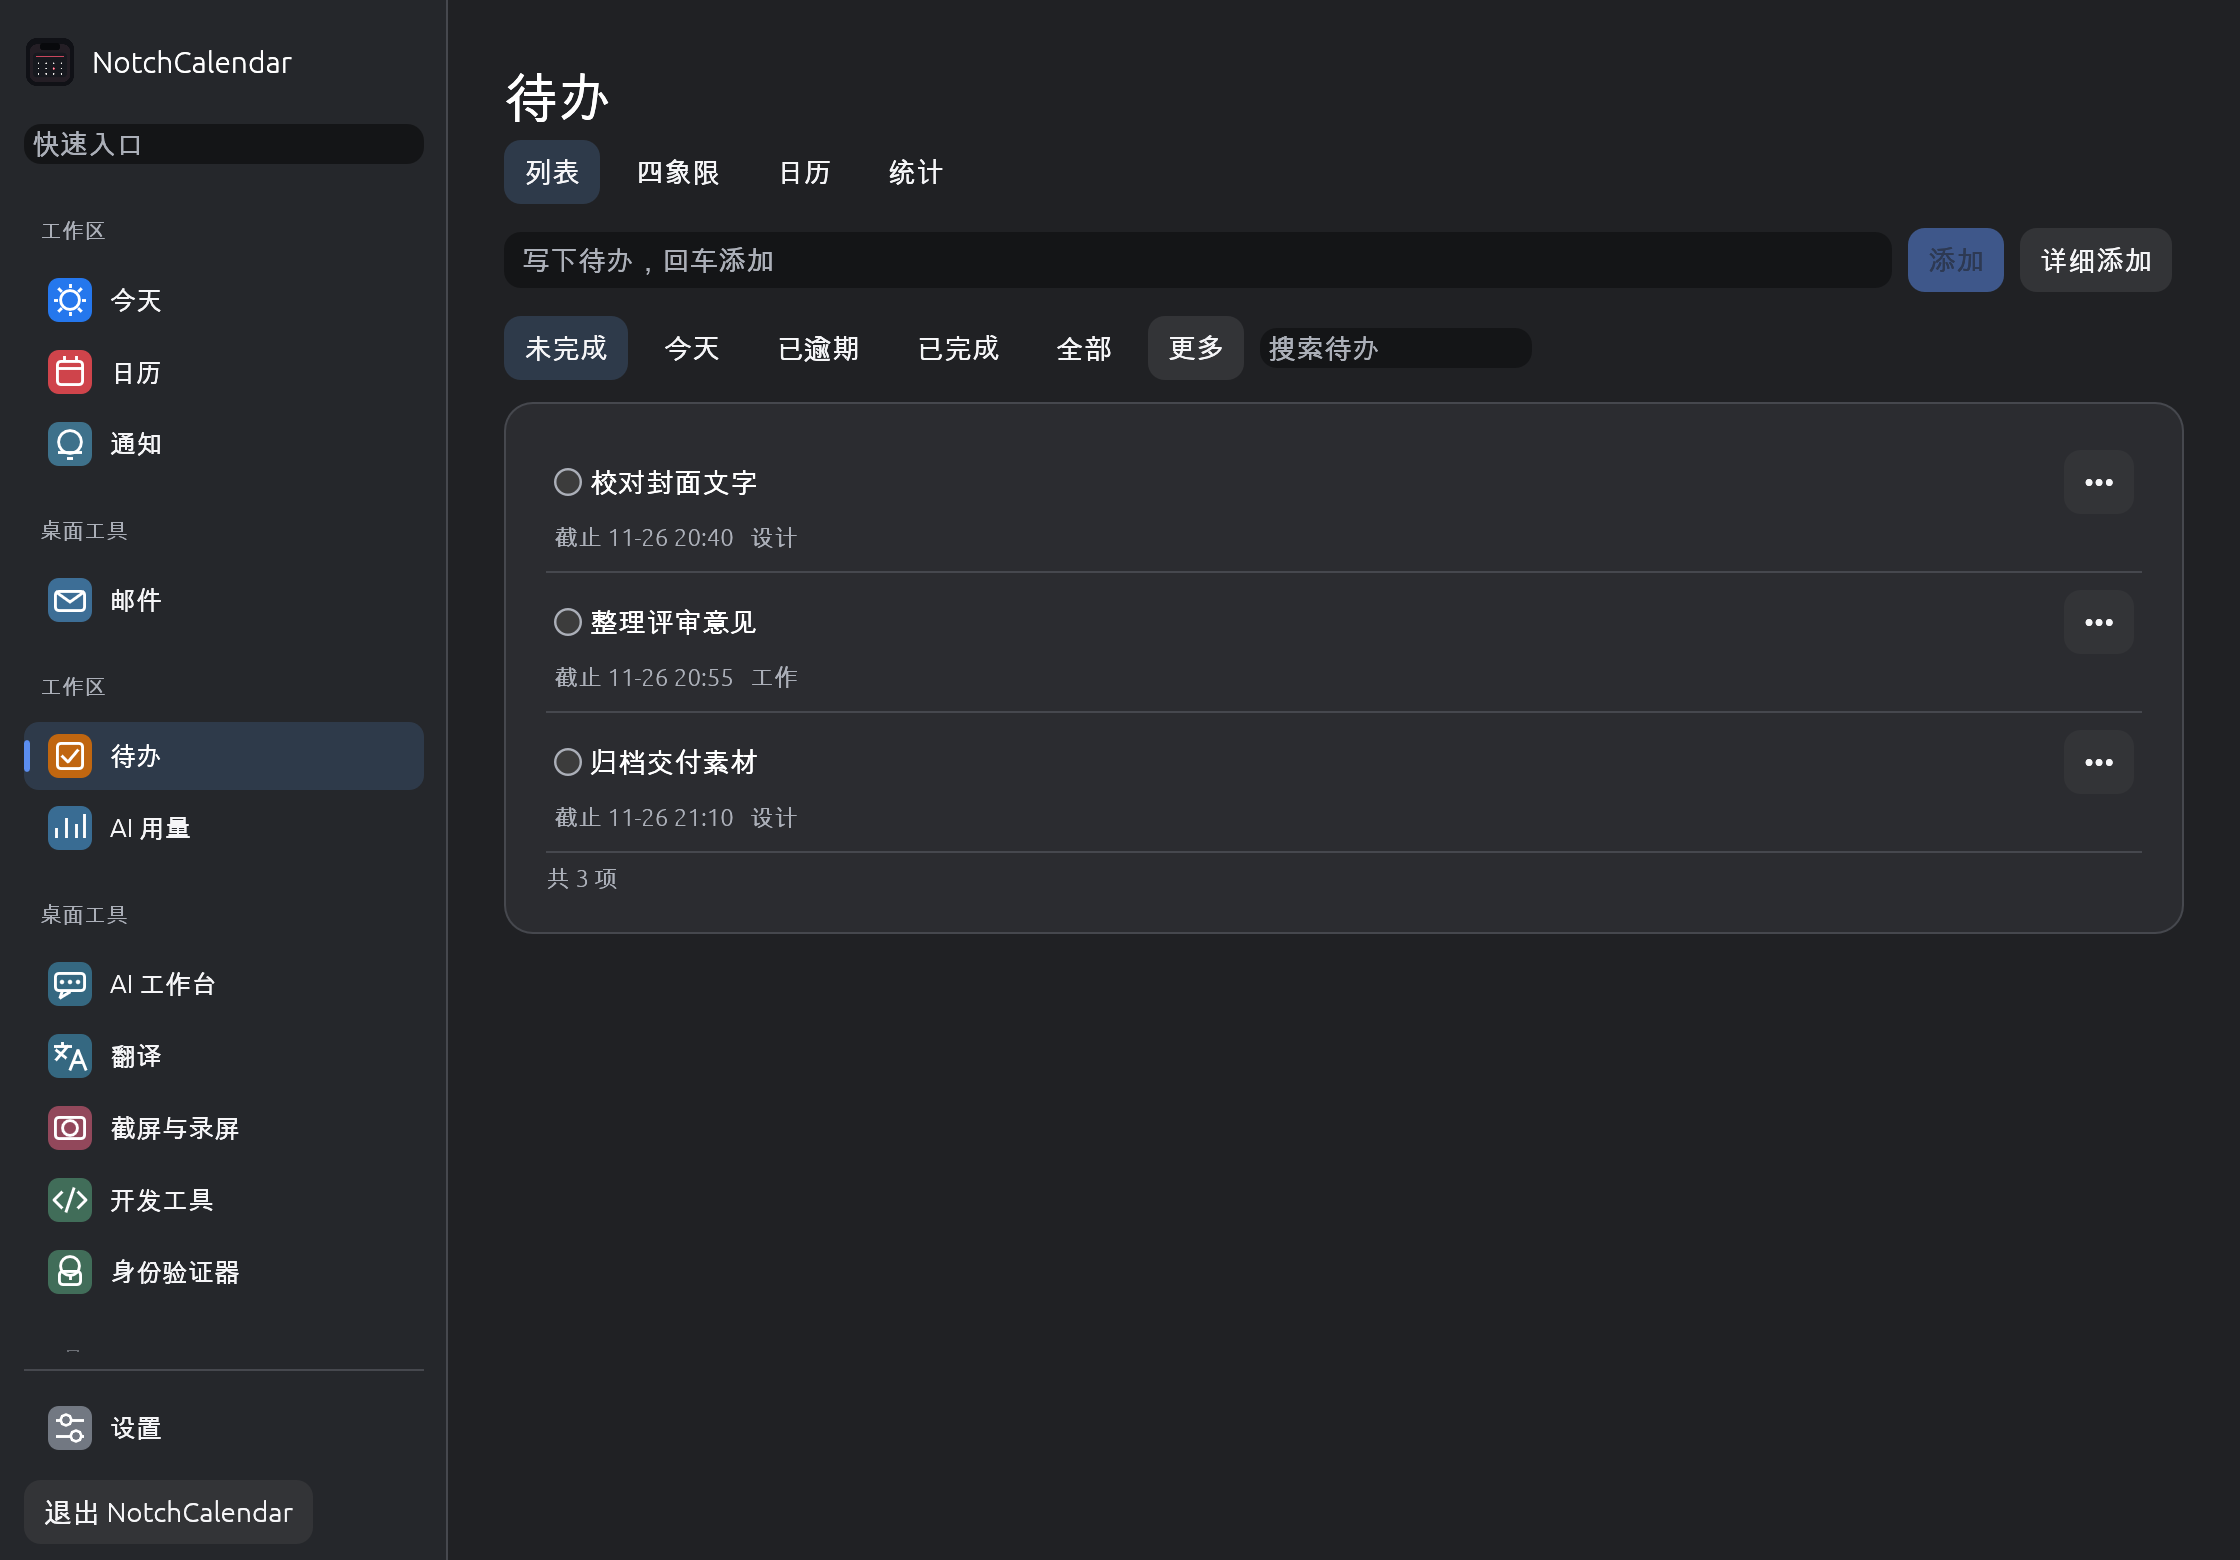 NotchCalendar
快速入口
工作区
今天
日历
通知
桌面工具
邮件
工作区
待办
AI 用量
桌面工具
AI 工作台
翻译
截屏与录屏
开发工具
身份验证器
设置
退出 NotchCalendar
待办
列表 四象限 日历 统计
写下待办，回车添加 添加 详细添加
未完成 今天 已逾期 已完成 全部 更多 搜索待办
校对封面文字
截止 11-26 20:40 设计
整理评审意见
截止 11-26 20:55 工作
归档交付素材
截止 11-26 21:10 设计
共 3 项